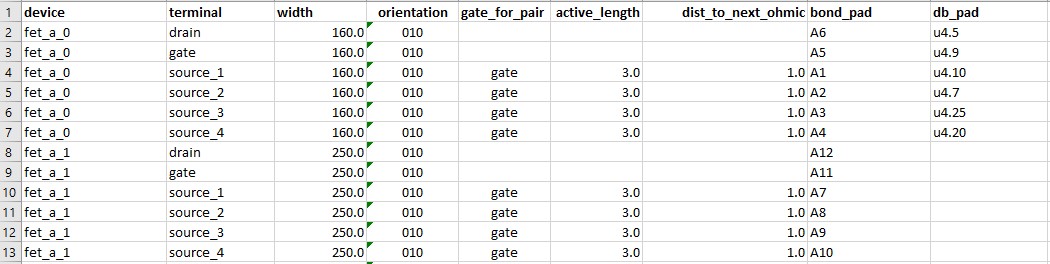 1 device terminal width orientation gate_for_pair active_length dist_to_next_ohmic bond_pad db_pad
2 fet_a_0 drain 160.0 010 A6 u4.5
3 fet_a_0 gate 160.0 010 A5 u4.9
4 fet_a_0 source_1 160.0 010 gate 3.0 1.0 A1 u4.10
5 fet_a_0 source_2 160.0 010 gate 3.0 1.0 A2 u4.7
6 fet_a_0 source_3 160.0 010 gate 3.0 1.0 A3 u4.25
7 fet_a_0 source_4 160.0 010 gate 3.0 1.0 A4 u4.20
8 fet_a_1 drain 250.0 010 A12
9 fet_a_1 gate 250.0 010 A11
10 fet_a_1 source_1 250.0 010 gate 3.0 1.0 A7
11 fet_a_1 source_2 250.0 010 gate 3.0 1.0 A8
12 fet_a_1 source_3 250.0 010 gate 3.0 1.0 A9
13 fet_a_1 source_4 250.0 010 gate 3.0 1.0 A10